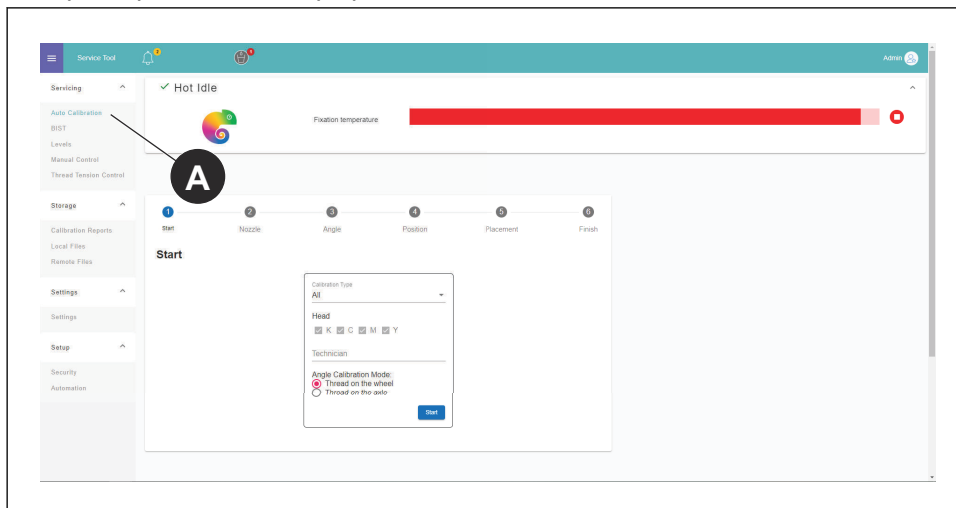 Service Tool
Admin
Servicing
Auto Calibration
BIST
Levels
Manual Control
Thread Tension Control
Storage
Calibration Reports
Local Files
Remote Files
Settings
Settings
Setup
Security
Automation
A
Hot Idle
Fixation temperature
1 2 3 4 5 6
Start Nozzle Angle Position Placement Finish
Start
Calibration Type
All
Head
K C M Y
Technician
Angle Calibration Mode:
Thread on the wheel
Thread on the axle
Start